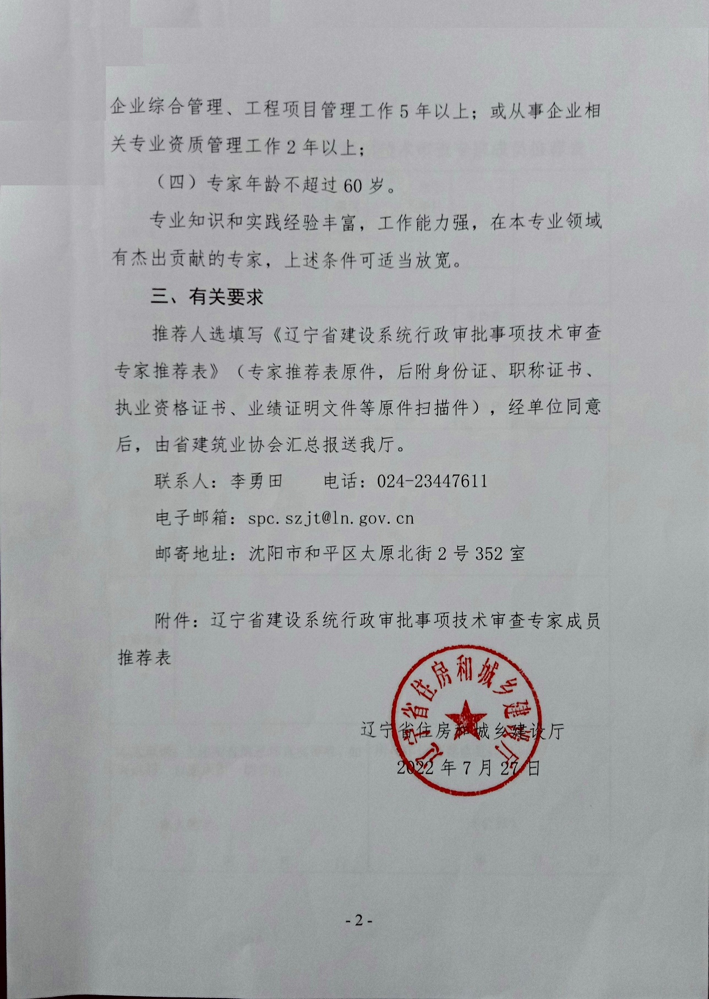 企业综合管理、工程项目管理工作5年以上；或从事企业相
关专业资质管理工作2年以上；
（四）专家年龄不超过60岁。
专业知识和实践经验丰富，工作能力强，在本专业领域
有杰出贡献的专家，上述条件可适当放宽。
三、有关要求
推荐人选填写《辽宁省建设系统行政审批事项技术审查
专家推荐表》（专家推荐表原件，后附身份证、职称证书、
执业资格证书、业绩证明文件等原件扫描件），经单位同意
后，由省建筑业协会汇总报送我厅。
联系人：李勇田 电话：024-23447611
电子邮箱：spc.szjt@ln.gov.cn
邮寄地址：沈阳市和平区太原北街2号352室
附件：辽宁省建设系统行政审批事项技术审查专家成员
推荐表
辽宁省住房和城乡建设厅
辽宁省住房和城乡建设厅
2022年7月27日
- 2 -